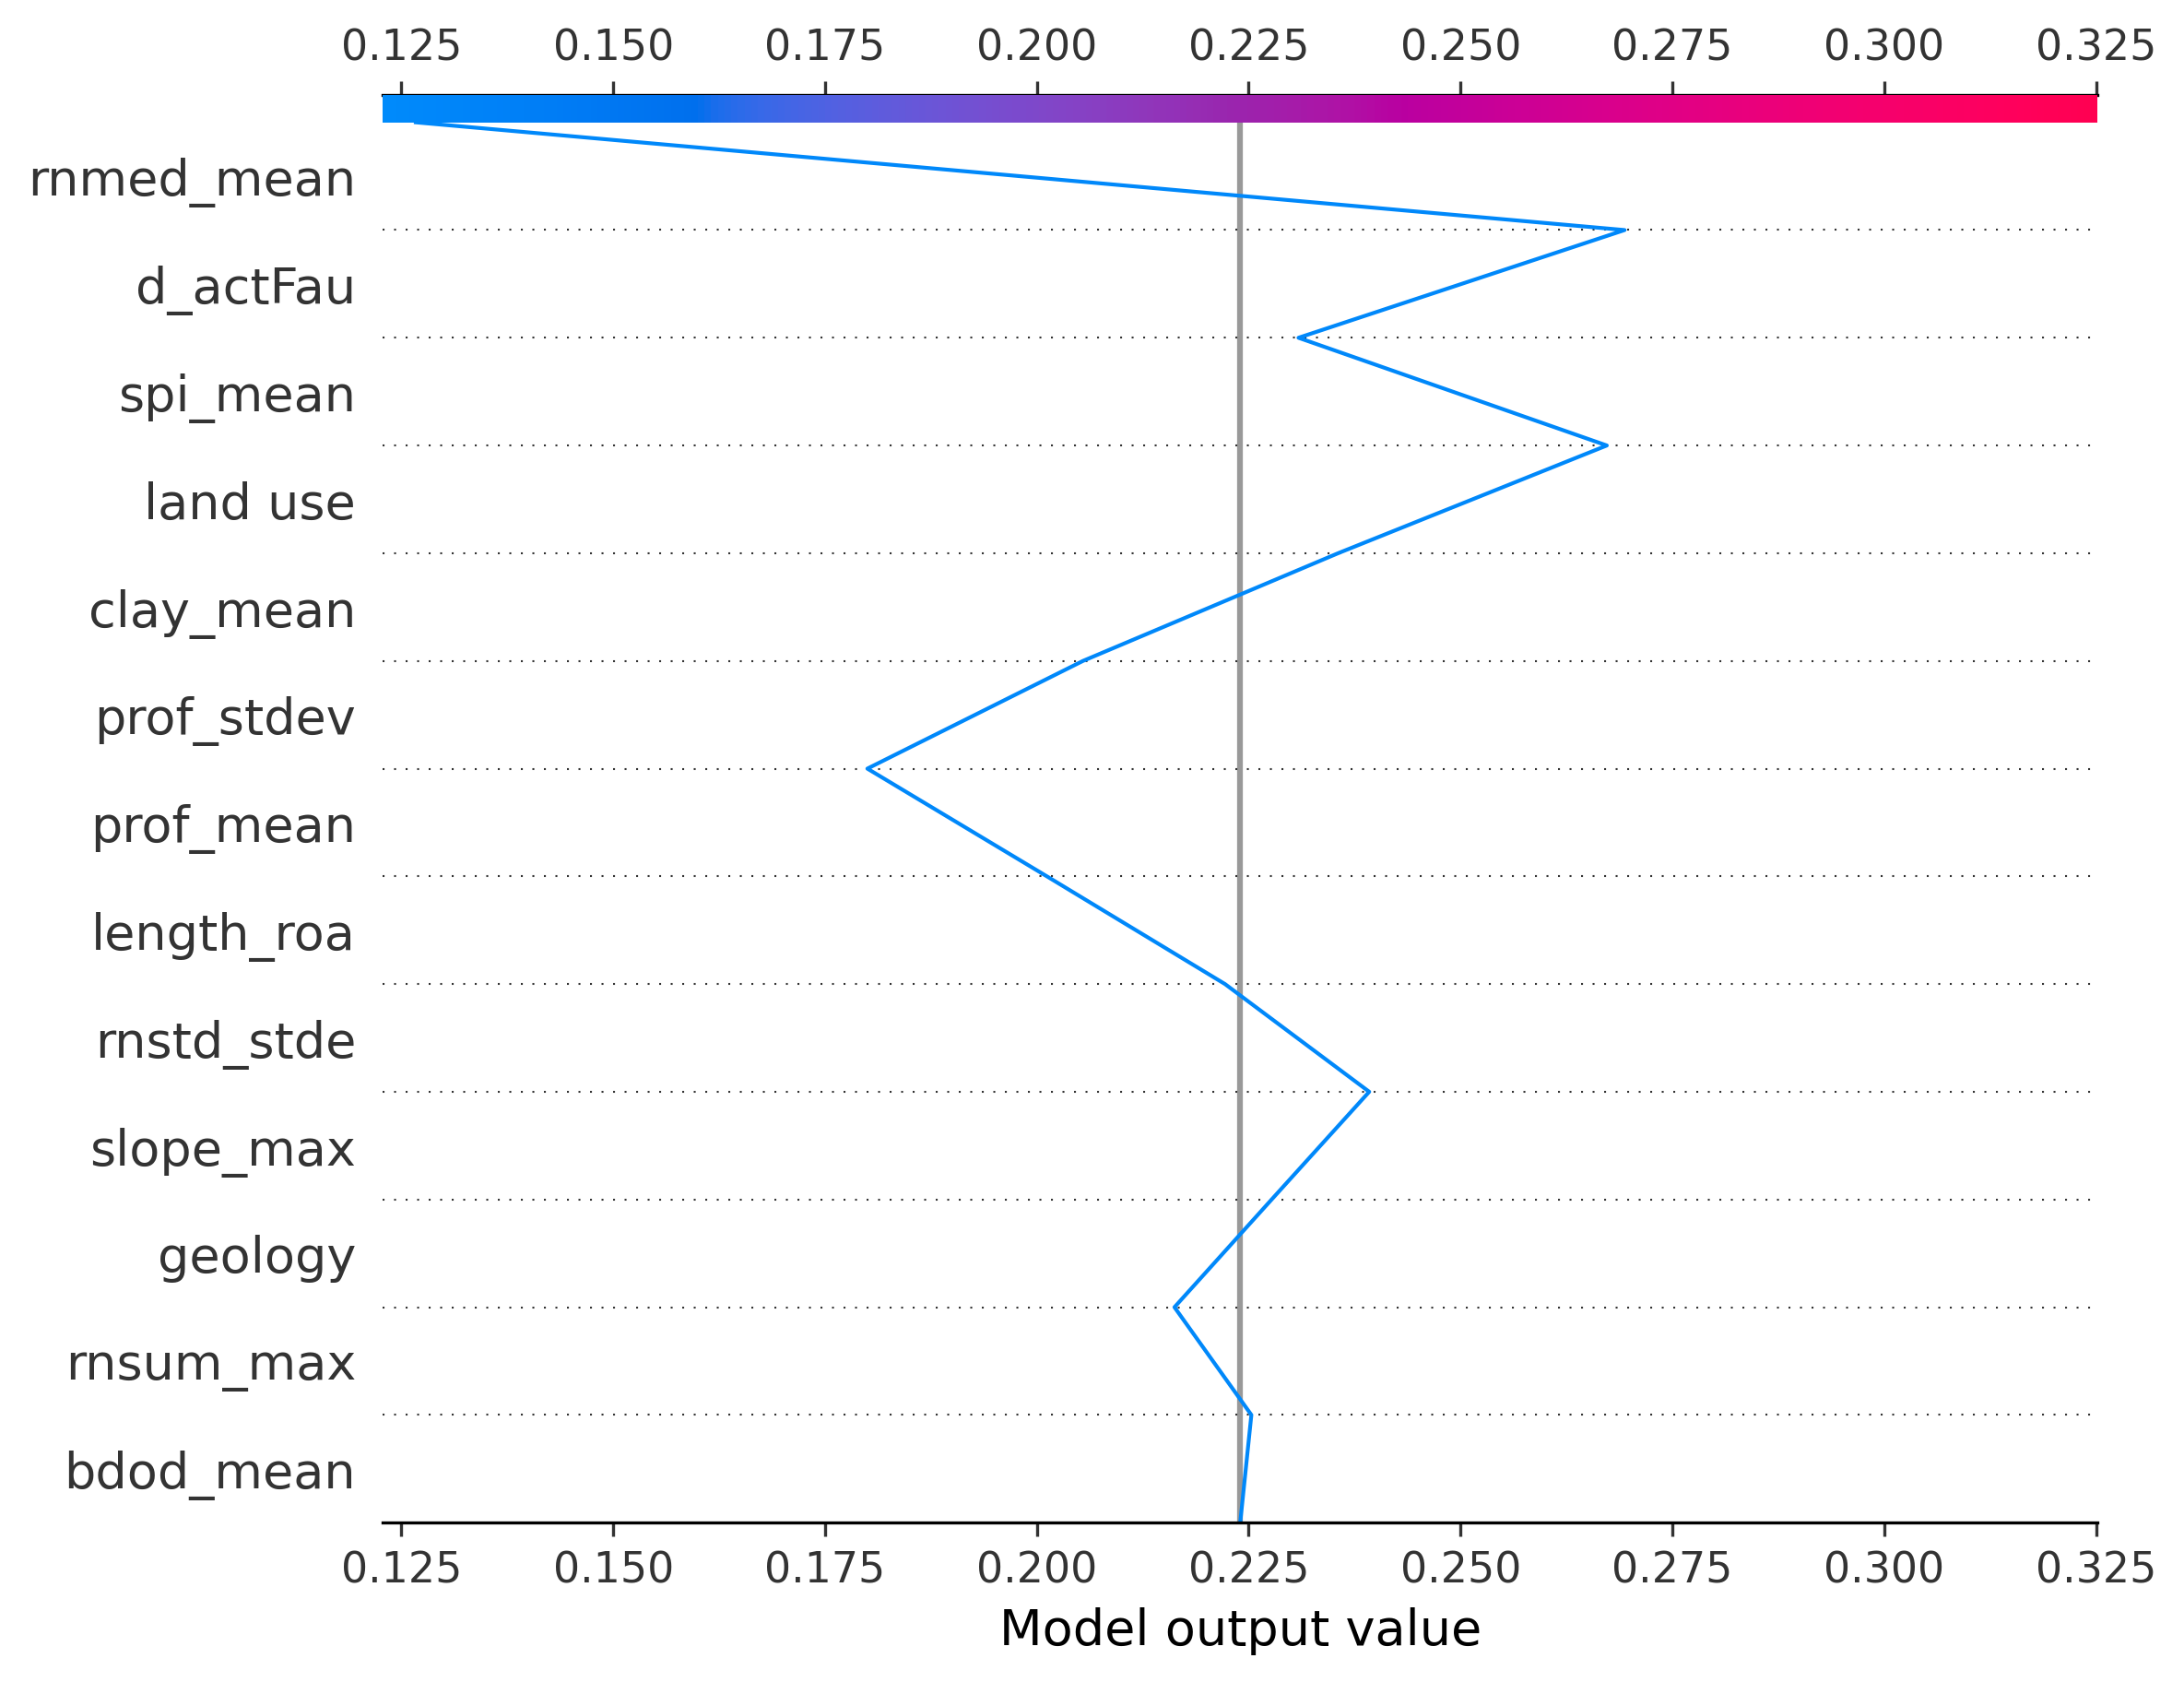 0.125 0.150 0.175 0.200 0.225 0.250 0.275 0.300 0.325
rnmed_mean
d_actFau
spi_mean
land use
clay_mean
prof_stdev
prof_mean
length_roa
rnstd_stde
slope_max
geology
rnsum_max
bdod_mean
0.125 0.150 0.175 0.200 0.225 0.250 0.275 0.300 0.325
Model output value